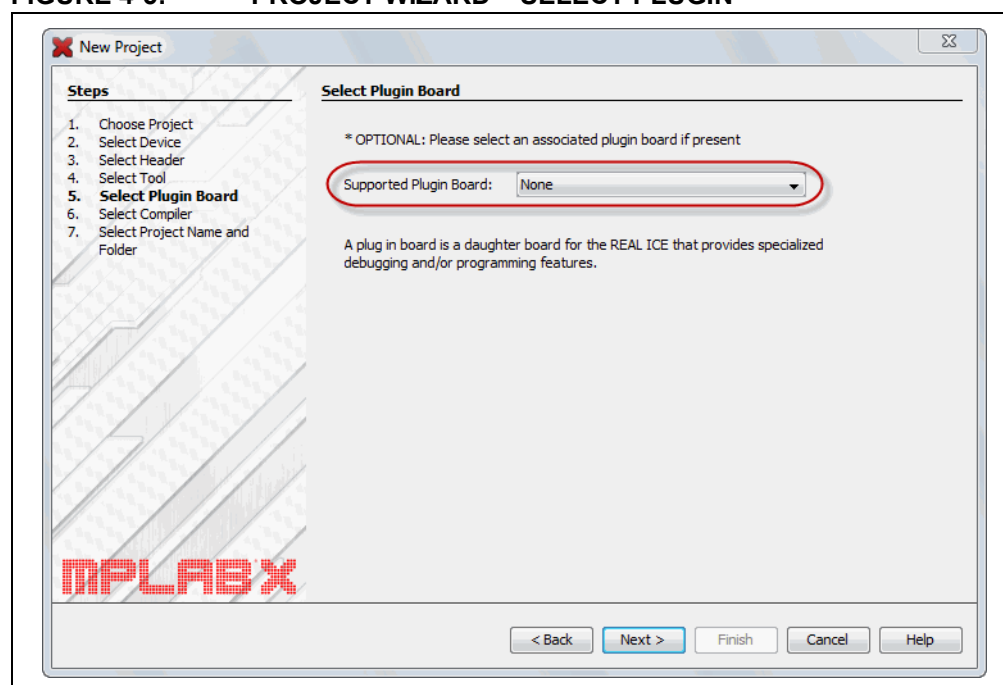 New Project
Steps
1. Choose Project
2. Select Device
3. Select Header
4. Select Tool
5. Select Plugin Board
6. Select Compiler
7. Select Project Name and
Folder
Select Plugin Board
* OPTIONAL: Please select an associated plugin board if present
Supported Plugin Board: None
A plug in board is a daughter board for the REAL ICE that provides specialized
debugging and/or programming features.
MPLAB X
< Back Next > Finish Cancel Help